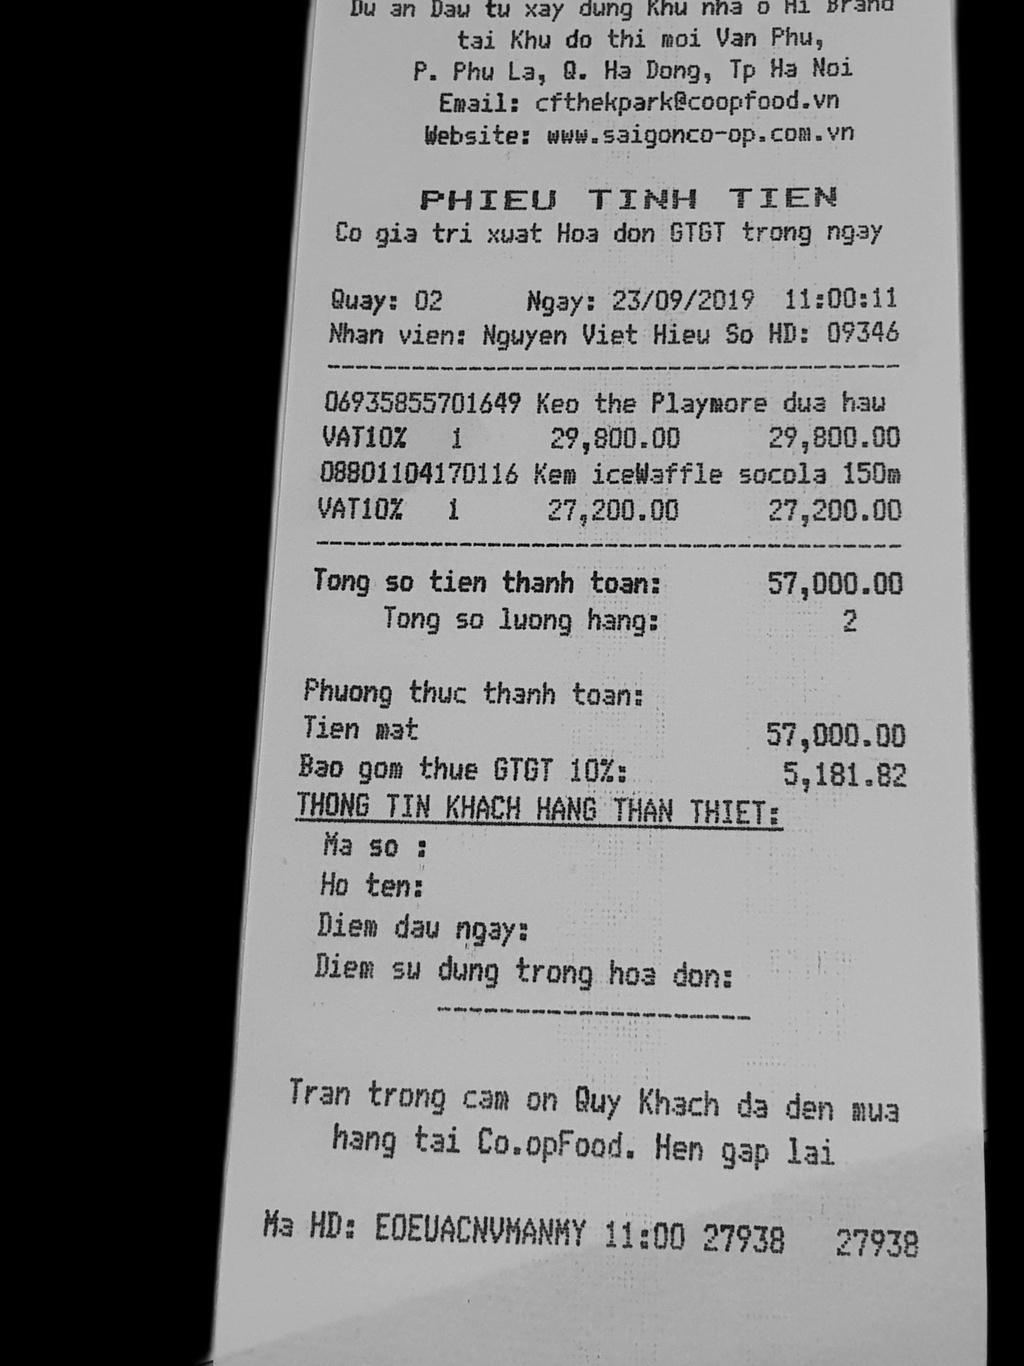 Du an Dau tu xay dung Khu nha o Hi Brand
tai Khu do thi moi Van Phu,
P. Phu La, Q. Ha Dong, Tp Ha Noi
Email: cfthekpark@coopfood.vn
Website: www.saigonco-op.com.vn
PHIEU TINH TIEN
Co gia tri xuat Hoa don GTGT trong ngay
Quay: 02 Ngay: 23/09/2019 11:00:11
Nhan vien: Nguyen Viet Hieu So HD: 09346
06935855701649 Keo the Playmore dua hau
VAT10% 1 29,800.00 29,800.00
08801104170116 Kem iceWaffle socola 150m
VAT10% 1 27,200.00 27,200.00
Tong so tien thanh toan: 57,000.00
Tong so luong hang: 2
Phuong thuc thanh toan:
Tien mat 57,000.00
Bao gom thue GTGT 10%: 5,181.82
THONG TIN KHACH HANG THAN THIET:
Ma so :
Ho ten:
Diem dau ngay:
Diem su dung trong hoa don:
Tran trong cam on Quy Khach da den mua
hang tai Co.opFood. Hen gap lai
Ma HD: EOEUACNVMANMY 11:00 27938 27938